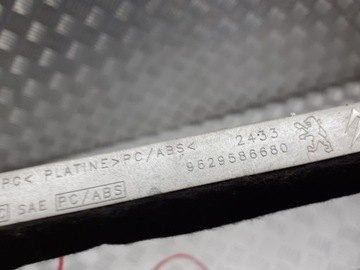 PC< PLATINE>PC/ABS< 2433
9629586680
SAE PC/ABS